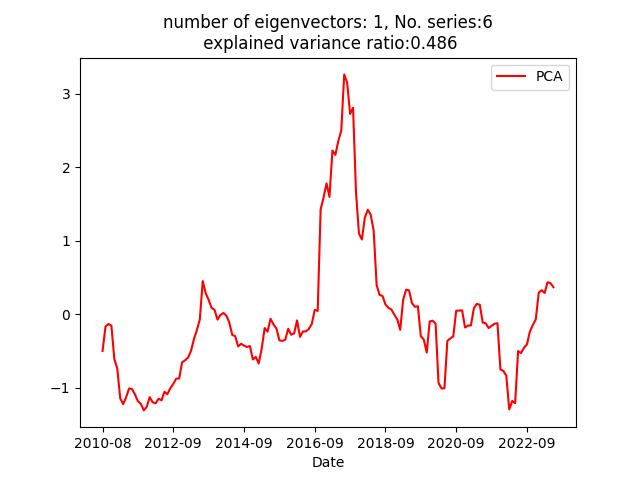 number of eigenvectors: 1, No. series:6
explained variance ratio:0.486
PCA
3
2
1
0
−1
2010-08 2012-09 2014-09 2016-09 2018-09 2020-09 2022-09
Date